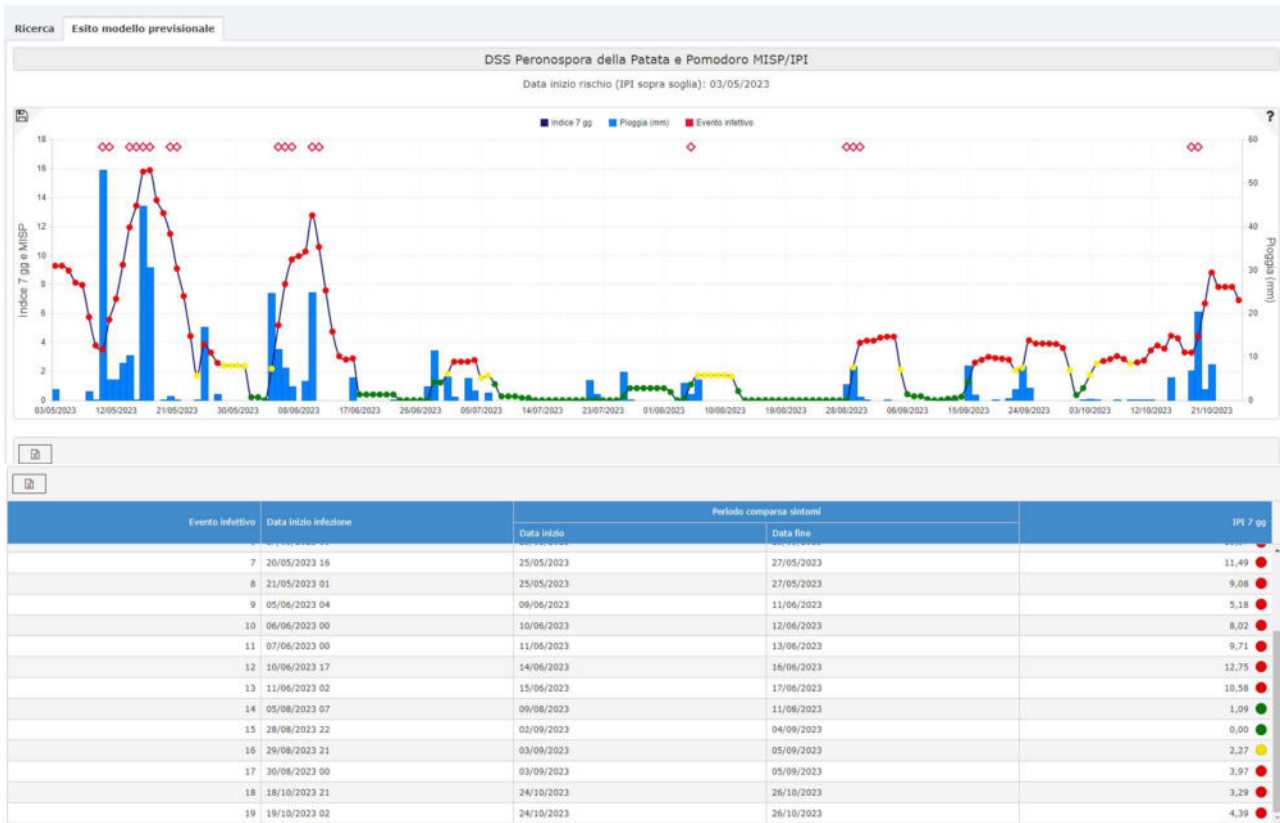 Ricerca Esito modello previsionale
DSS Peronospora della Patata e Pomodoro MISP/IPI
Data inizio rischio (IPI sopra soglia): 03/05/2023
?
Indice 7 gg Pioggia (mm) Evento infettivo
18 60
16
50
14
12 40
10
30
8
6 20
4
10
2
0 0
Indice 7 gg e MISP
Pioggia (mm)
03/05/2023 12/05/2023 21/05/2023 30/05/2023 08/06/2023 17/06/2023 26/06/2023 05/07/2023 14/07/2023 23/07/2023 01/08/2023 10/08/2023 19/08/2023 28/08/2023 06/09/2023 15/09/2023 24/09/2023 03/10/2023 12/10/2023 21/10/2023
Evento infettivo Data inizio infezione Periodo comparsa sintomi IPI 7 gg
Data inizio Data fine
7 20/05/2023 16 25/05/2023 27/05/2023 11,49
8 21/05/2023 01 25/05/2023 27/05/2023 9,08
9 05/06/2023 04 09/06/2023 11/06/2023 5,18
10 06/06/2023 00 10/06/2023 12/06/2023 8,02
11 07/06/2023 00 11/06/2023 13/06/2023 9,71
12 10/06/2023 17 14/06/2023 16/06/2023 12,75
13 11/06/2023 02 15/06/2023 17/06/2023 10,58
14 05/08/2023 07 09/08/2023 11/08/2023 1,09
15 28/08/2023 22 02/09/2023 04/09/2023 0,00
16 29/08/2023 21 03/09/2023 05/09/2023 2,27
17 30/08/2023 00 03/09/2023 05/09/2023 3,97
18 18/10/2023 21 24/10/2023 26/10/2023 3,29
19 19/10/2023 02 24/10/2023 26/10/2023 4,39